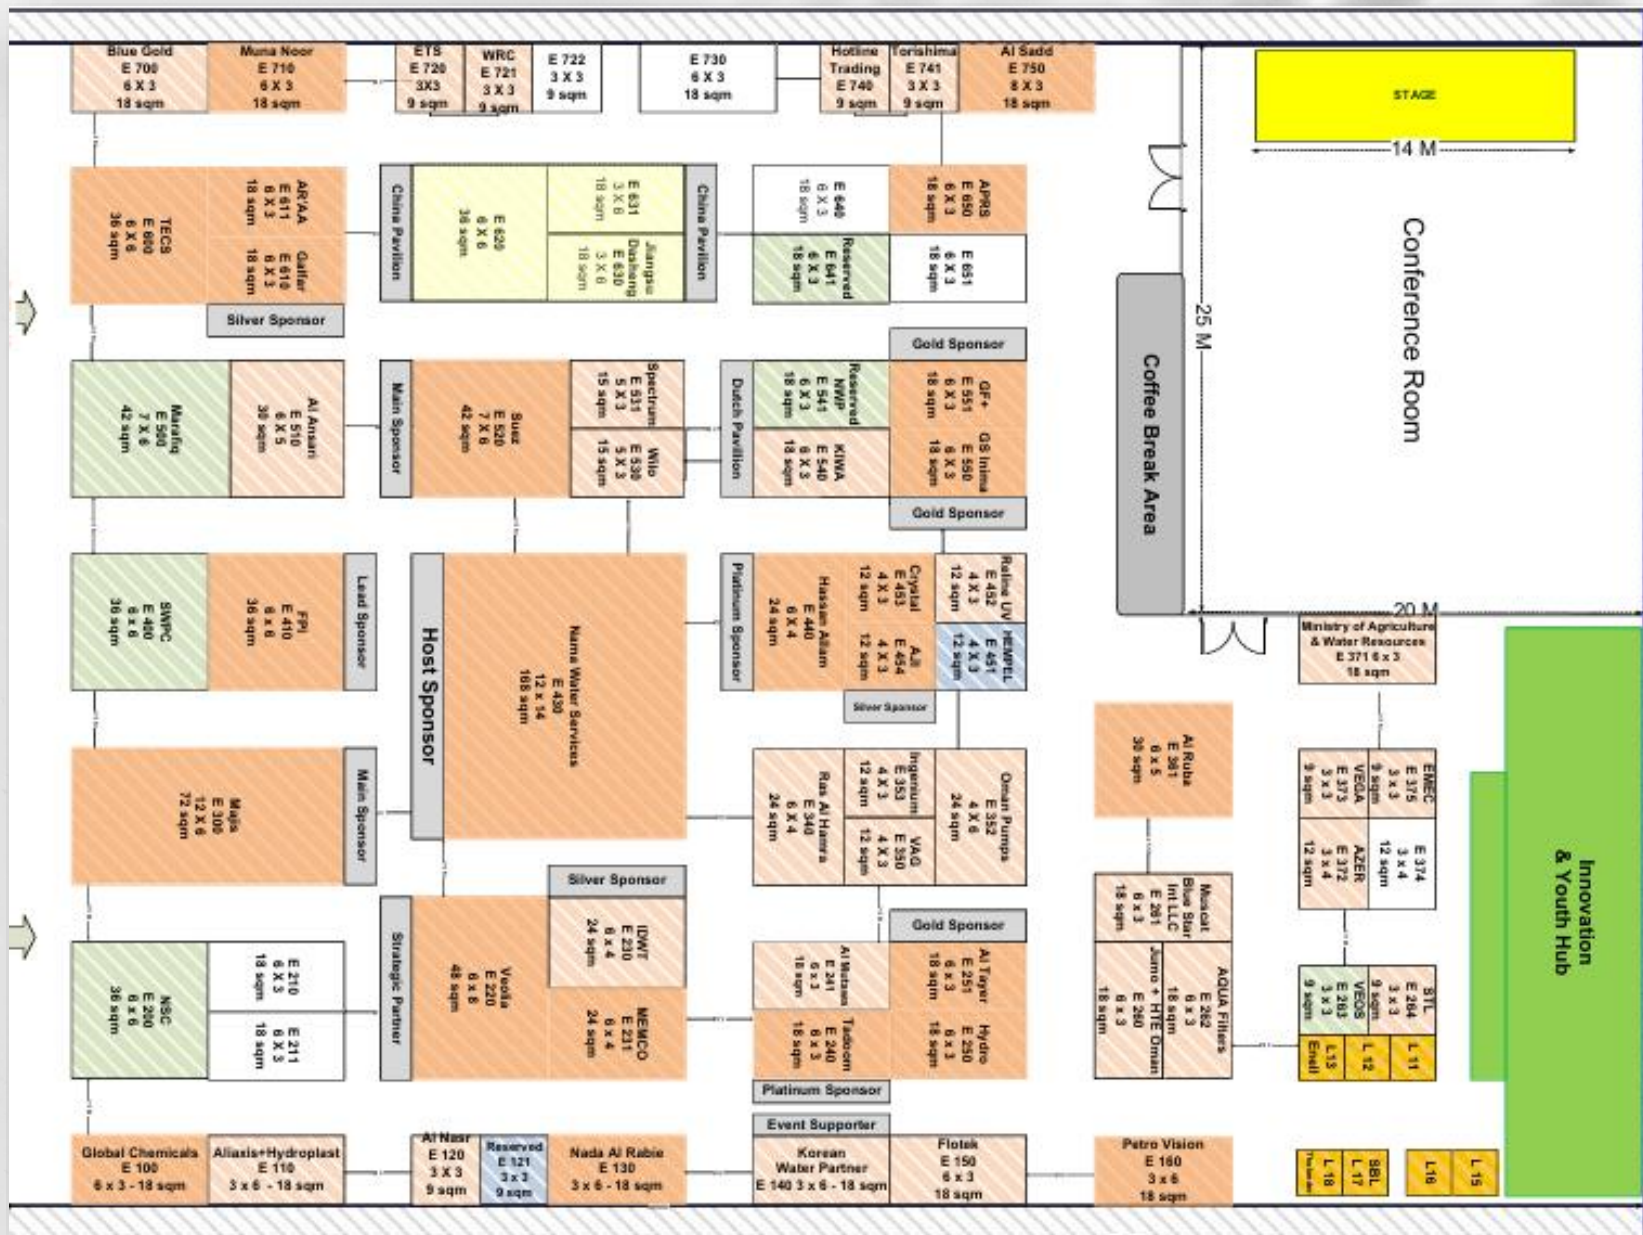 Blue Gold
E 700
6 X 3
18 sqm
Muna Noor
E 710
6 X 3
18 sqm
ETS
E 720
3X3
9 sqm
WRC
E 721
3 X 3
9 sqm
E 722
3 X 3
9 sqm
E 730
6 X 3
18 sqm
Hotline
Trading
E 740
9 sqm
Torishima
E 741
3 X 3
9 sqm
Al Sadd
E 750
8 X 3
18 sqm
STAGE
14 M
TECS
E 600
6 X 6
36 sqm
AR'AA
E 611
6 X 3
18 sqm
Galfar
E 610
6 X 3
18 sqm
Silver Sponsor
China Pavilion
E 620
6 X 6
36 sqm
E 631
3 X 6
18 sqm
Jiangsu
Dasheng
E 630
3 X 6
18 sqm
China Pavilion
E 640
6 X 3
18 sqm
Reserved
E 641
6 X 3
18 sqm
APRS
E 650
6 X 3
18 sqm
E 651
6 X 3
18 sqm
Conference Room
25 M
20 M
Coffee Break Area
Marafiq
E 500
7 X 6
42 sqm
Al Ansari
E 510
6 X 5
30 sqm
Main Sponsor
Suez
E 520
7 X 6
42 sqm
Spectrum
E 531
5 X 3
15 sqm
Wilo
E 530
5 X 3
15 sqm
Dutch Pavillion
Reserved
NWP
E 541
6 X 3
18 sqm
KIWA
E 540
6 X 3
18 sqm
Gold Sponsor
GF+
E 551
6 X 3
18 sqm
GS Inima
E 550
6 X 3
18 sqm
Gold Sponsor
SWPC
E 400
6 x 6
36 sqm
FPI
E 410
6 x 6
36 sqm
Lead Sponsor
Host Sponsor
Nama Water Services
E 430
12 x 14
168 sqm
Platinum Sponsor
Hassan Allam
E 440
6 X 4
24 sqm
Crystal
E 453
4 X 3
12 sqm
AJI
E 454
4 X 3
12 sqm
Reline UV
E 452
4 X 3
12 sqm
HEMPEL
E 451
4 X 3
12 sqm
Silver Sponsor
Ministry of Agriculture
& Water Resources
E 371 6 x 3
18 sqm
Majis
E 300
12 X 6
72 sqm
Main Sponsor
Ras Al Hamra
E 340
6 X 4
24 sqm
Ingenium
E 353
4 X 3
12 sqm
VAG
E 350
4 X 3
12 sqm
Oman Pumps
E 352
4 X 6
24 sqm
Al Ruba
E 361
6 x 5
30 sqm
EMEC
E 375
3 x 3
9 sqm
VEGA
E 373
3 x 3
9 sqm
E 374
3 x 4
12 sqm
AZER
E 372
3 x 4
12 sqm
Innovation
& Youth Hub
NSC
E 200
6 x 6
36 sqm
E 210
6 X 3
18 sqm
E 211
6 X 3
18 sqm
Strategic Partner
Veolia
E 220
6 x 8
48 sqm
Silver Sponsor
IDWT
E 230
6 x 4
24 sqm
MEMCO
E 231
6 x 4
24 sqm
Al Mutawa
E 241
6 x 3
18 sqm
Tadoom
E 240
6 x 3
18 sqm
Platinum Sponsor
Gold Sponsor
Al Tayer
E 251
6 x 3
18 sqm
Hydro
E 250
6 x 3
18 sqm
Muscat
Blue Star
Int LLC
E 261
6 x 3
18 sqm
AQUA Filters
E 262
6 x 3
18 sqm
Jumo + HTE Oman
E 260
6 x 3
18 sqm
STL
E 264
3 x 3
9 sqm
VEOS
E 263
3 x 3
9 sqm
L 11
L 12
L 13
Enell
Global Chemicals
E 100
6 x 3 - 18 sqm
Aliaxis+Hydroplast
E 110
3 x 6 - 18 sqm
Al Nasr
E 120
3 X 3
9 sqm
Reserved
E 121
3 x 3
9 sqm
Nada Al Rabie
E 130
3 x 6 - 18 sqm
Event Supporter
Korean
Water Partner
E 140 3 x 6 - 18 sqm
Flotek
E 150
6 x 3
18 sqm
Petro Vision
E 160
3 x 6
18 sqm
L 18
SBL
L 17
L16
L 15